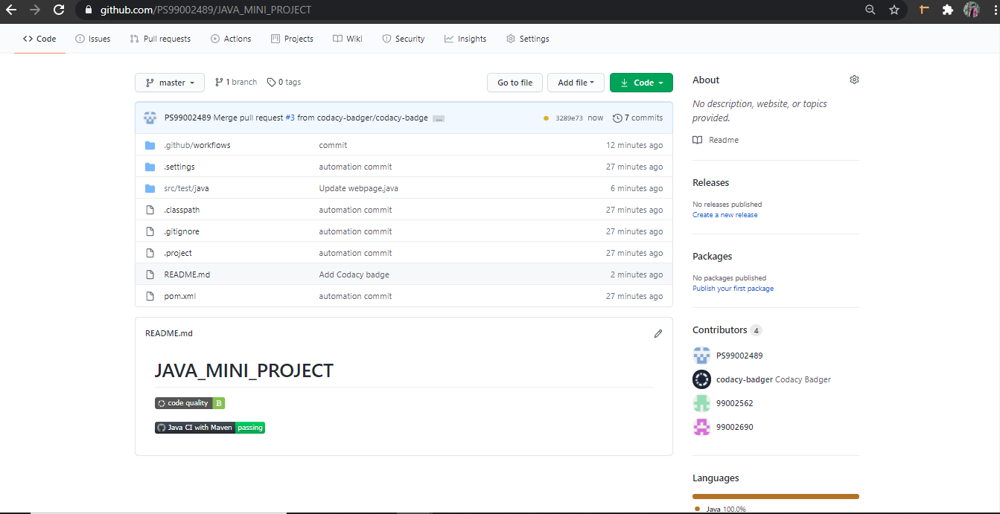 github.com/PS99002489/JAVA_MINI_PROJECT
Code Issues Pull requests Actions Projects Wiki Security Insights Settings
master 1 branch 0 tags Go to file Add file Code
PS99002489 Merge pull request #3 from codacy-badger/codacy-badge ... 3289e73 now 7 commits
.github/workflows commit 12 minutes ago
.settings automation commit 27 minutes ago
src/test/java Update webpage.java 6 minutes ago
.classpath automation commit 27 minutes ago
.gitignore automation commit 27 minutes ago
.project automation commit 27 minutes ago
README.md Add Codacy badge 2 minutes ago
pom.xml automation commit 27 minutes ago
README.md
JAVA_MINI_PROJECT
code quality B
Java CI with Maven passing
About
No description, website, or topics
provided.
Readme
Releases
No releases published
Create a new release
Packages
No packages published
Publish your first package
Contributors 4
PS99002489
codacy-badger Codacy Badger
99002562
99002690
Languages
Java 100.0%